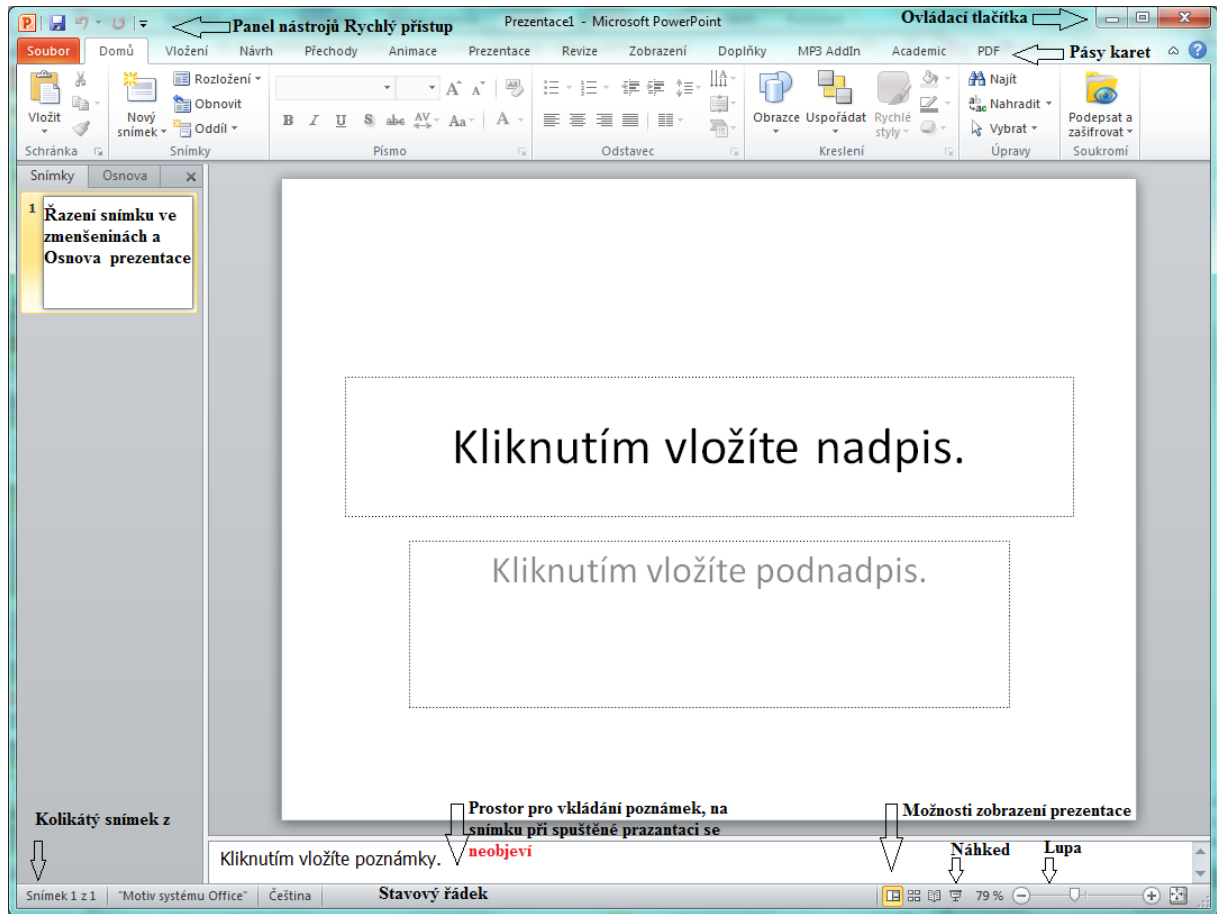 Panel nástrojů Rychlý přístup
Prezentace1 - Microsoft PowerPoint
Ovládací tlačítka
Soubor Domů Vložení Návrh Přechody Animace Prezentace Revize Zobrazení Doplňky MP3 AddIn Academic PDF
Pásy karet
Vložit
Nový
snímek
Rozložení
Obnovit
Oddíl
B I U S abc AV Aa A
Obrazce Uspořádat Rychlé
styly
Najít
Nahradit
Vybrat
Podepsat a
zašifrovat
Schránka Snímky Písmo Odstavec Kreslení Úpravy Soukromí
Snímky Osnova
1
Řazení snímku ve
zmenšeninách a
Osnova prezentace
Kliknutím vložíte nadpis.
Kliknutím vložíte podnadpis.
Kolikátý snímek z
Prostor pro vkládání poznámek, na
snímku při spuštěné prazantaci se
neobjeví
Možnosti zobrazení prezentace
Kliknutím vložíte poznámky.
Náhked
Lupa
Snímek 1 z 1 "Motiv systému Office" Čeština
Stavový řádek
79 %